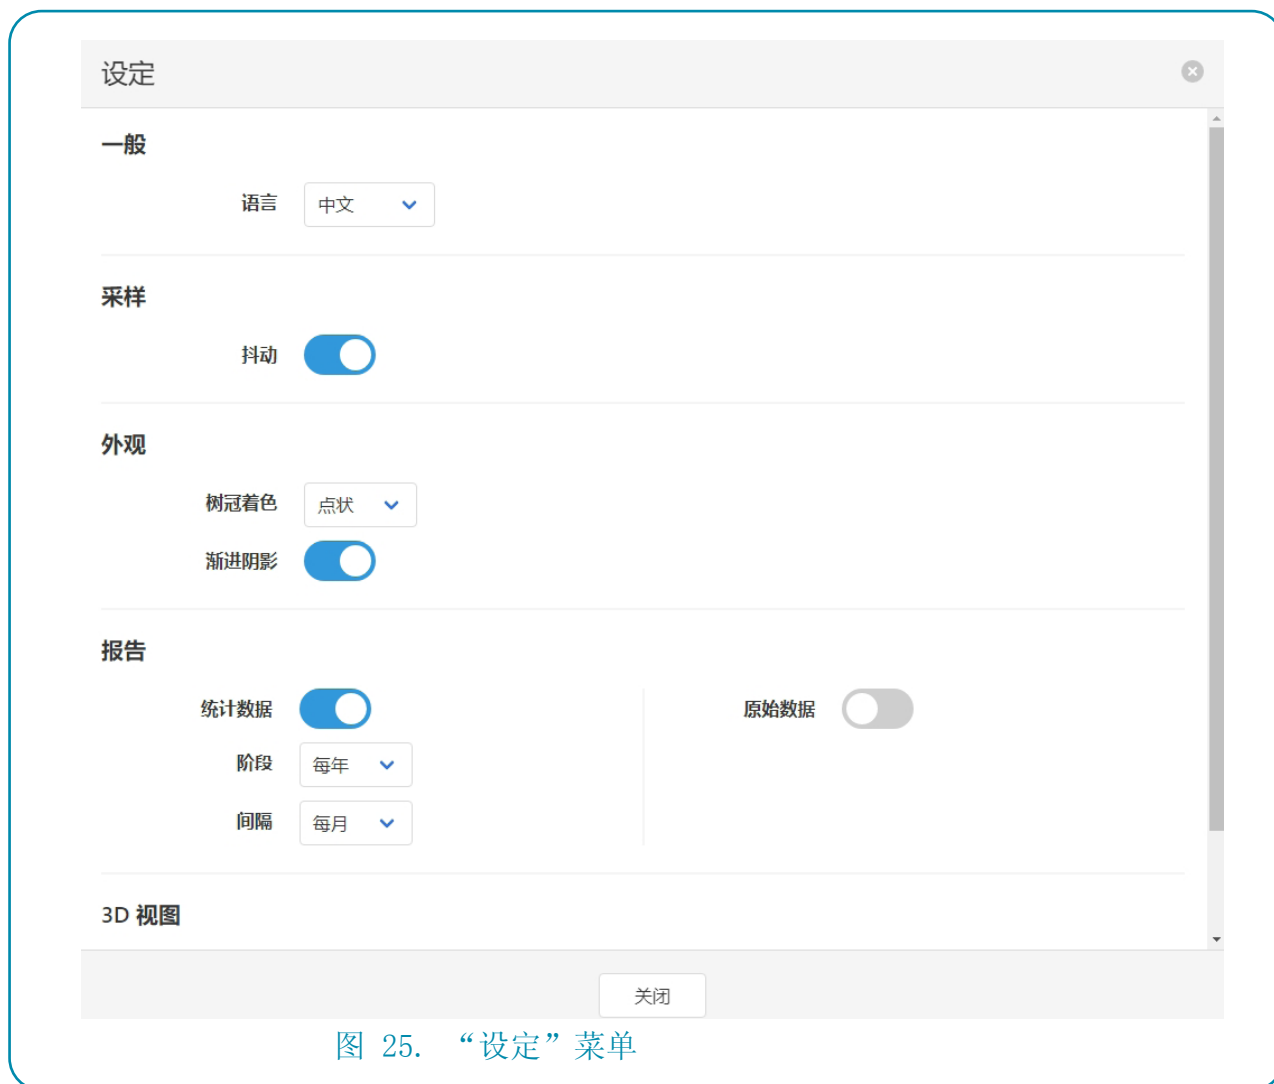 设定
一般
语言 中文
采样
抖动
外观
树冠着色 点状
渐进阴影
报告
统计数据 原始数据
阶段 每年
间隔 每月
3D 视图
关闭
图 25. “设定”菜单